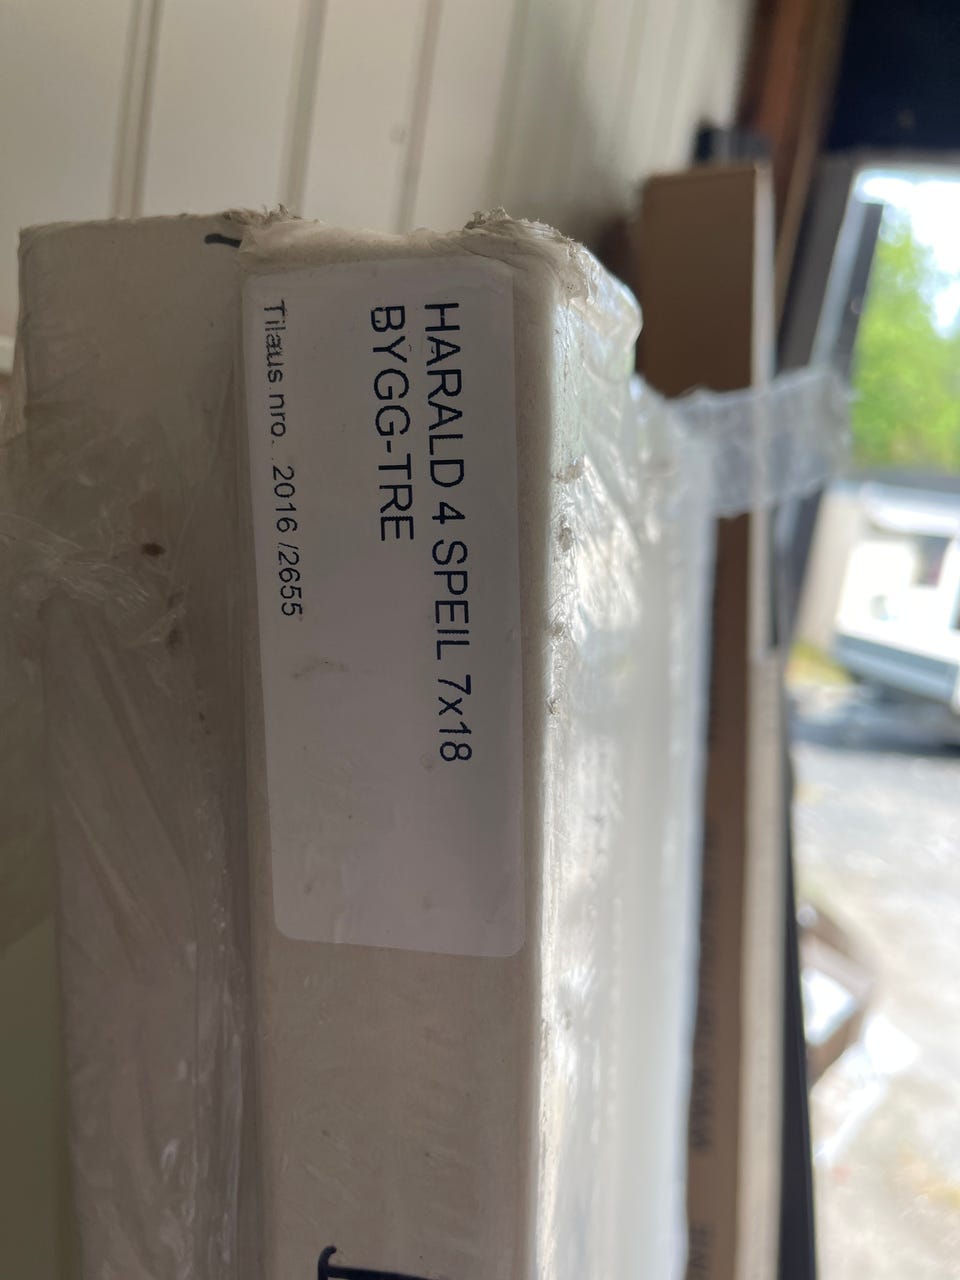 HARALD 4 SPEIL 7x18
BYGG-TRE
Tilaus nro. . 2016 /2655